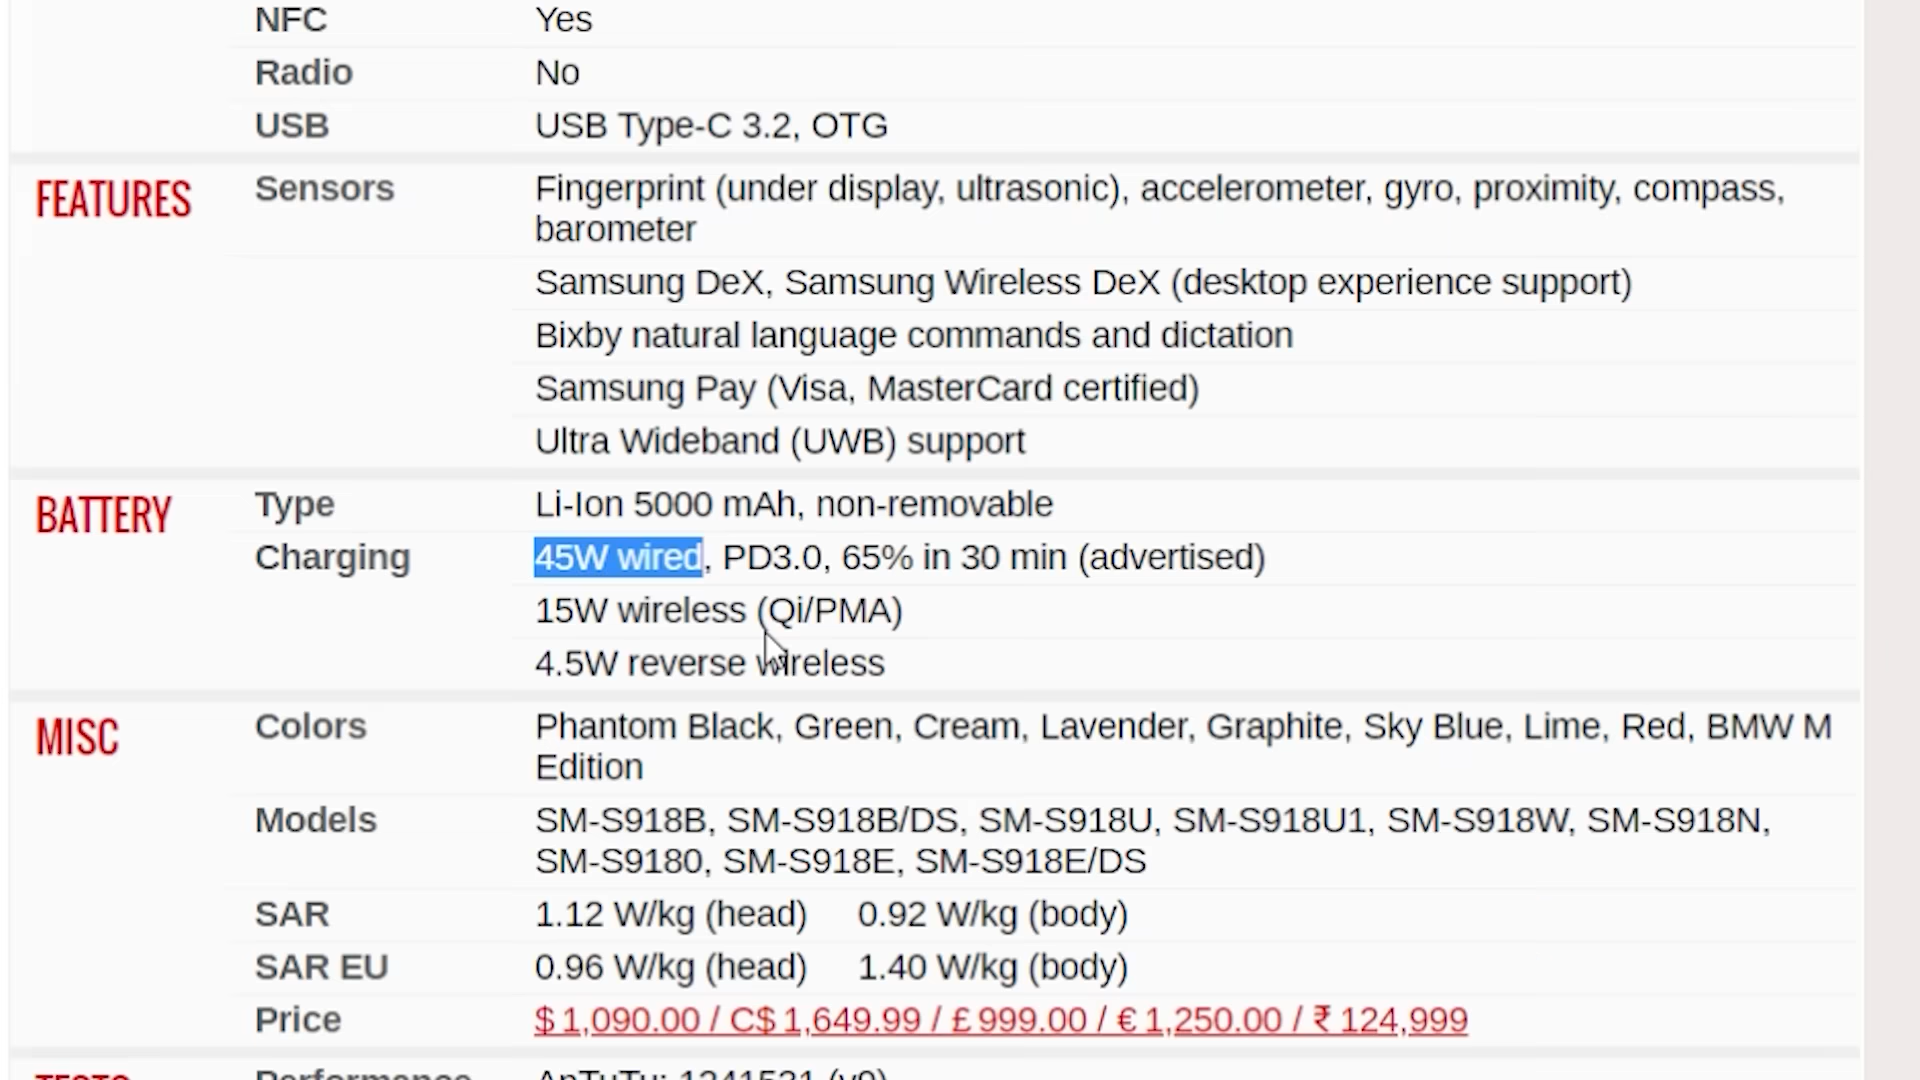 NFC Yes
Radio No
USB USB Type-C 3.2, OTG
FEATURES Sensors Fingerprint (under display, ultrasonic), accelerometer, gyro, proximity, compass,
barometer
Samsung DeX, Samsung Wireless DeX (desktop experience support)
Bixby natural language commands and dictation
Samsung Pay (Visa, MasterCard certified)
Ultra Wideband (UWB) support
BATTERY Type Li-Ion 5000 mAh, non-removable
Charging 45W wired, PD3.0, 65% in 30 min (advertised)
15W wireless (Qi/PMA)
4.5W reverse wireless
MISC Colors Phantom Black, Green, Cream, Lavender, Graphite, Sky Blue, Lime, Red, BMW M
Edition
Models SM-S918B, SM-S918B/DS, SM-S918U, SM-S918U1, SM-S918W, SM-S918N,
SM-S9180, SM-S918E, SM-S918E/DS
SAR 1.12 W/kg (head) 0.92 W/kg (body)
SAR EU 0.96 W/kg (head) 1.40 W/kg (body)
Price $ 1,090.00 / C$ 1,649.99 / £ 999.00 / € 1,250.00 / ₹ 124,999
TESTS Performance AnTuTu: 1241531 (v9)